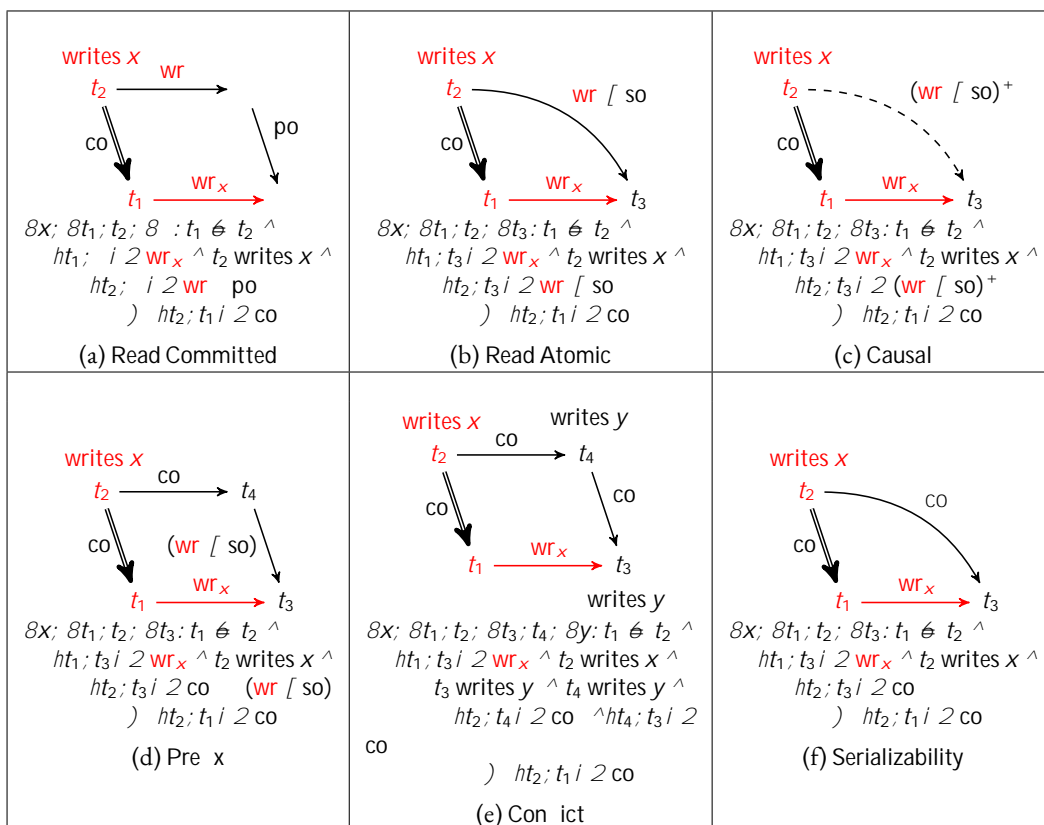 writes x
t2 wr
co po
t1 wrx
8x; 8t1; t2; 8 : t1 6= t2 ^
ht1; i 2 wrx ^ t2 writes x ^
ht2; i 2 wr po
) ht2; t1i 2 co
(a) Read Committed
writes x
t2
wr [ so
co
t1 wrx t3
8x; 8t1; t2; 8t3: t1 6= t2 ^
ht1; t3i 2 wrx ^ t2 writes x ^
ht2; t3i 2 wr [ so
) ht2; t1i 2 co
(b) Read Atomic
writes x
t2
(wr [ so)+
co
t1 wrx t3
8x; 8t1; t2; 8t3: t1 6= t2 ^
ht1; t3i 2 wrx ^ t2 writes x ^
ht2; t3i 2 (wr [ so)+
) ht2; t1i 2 co
(c) Causal
writes x
t2 co t4
co (wr [ so)
t1 wrx t3
8x; 8t1; t2; 8t3: t1 6= t2 ^
ht1; t3i 2 wrx ^ t2 writes x ^
ht2; t3i 2 co (wr [ so)
) ht2; t1i 2 co
(d) Pre x
writes y
writes x
t2 co t4
co co
t1 wrx t3
writes y
8x; 8t1; t2; 8t3; t4; 8y: t1 6= t2 ^
ht1; t3i 2 wrx ^ t2 writes x ^
t3 writes y ^ t4 writes y ^
ht2; t4i 2 co ^ht4; t3i 2
co
) ht2; t1i 2 co
(e) Con ict
writes x
t2
co
co
t1 wrx t3
8x; 8t1; t2; 8t3: t1 6= t2 ^
ht1; t3i 2 wrx ^ t2 writes x ^
ht2; t3i 2 co
) ht2; t1i 2 co
(f) Serializability